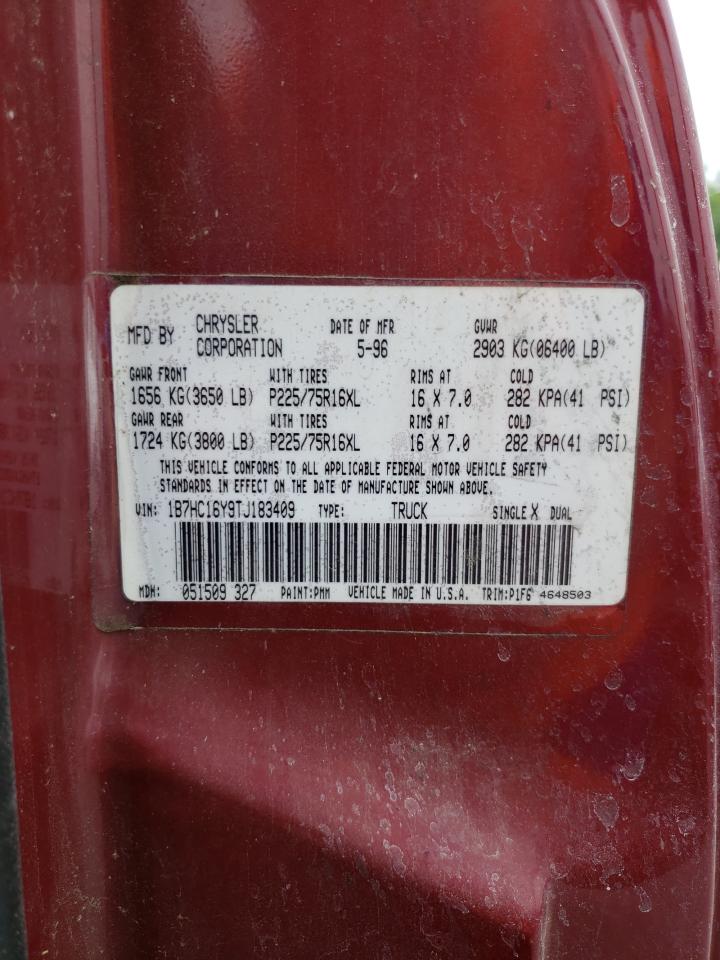 MFD BY CHRYSLER CORPORATION DATE OF MFR 5-96 GVWR 2903 KG(06400 LB)
GAWR FRONT WITH TIRES RIMS AT COLD
1656 KG(3650 LB) P225/75R16XL 16 X 7.0 282 KPA(41 PSI)
GAWR REAR WITH TIRES RIMS AT COLD
1724 KG(3800 LB) P225/75R16XL 16 X 7.0 282 KPA(41 PSI)
THIS VEHICLE CONFORMS TO ALL APPLICABLE FEDERAL MOTOR VEHICLE SAFETY
STANDARDS IN EFFECT ON THE DATE OF MANUFACTURE SHOWN ABOVE.
VIN: 1B7HC16Y9TJ183409 TYPE: TRUCK SINGLE X DUAL
MDH: 051509 327 PAINT:PMM VEHICLE MADE IN U.S.A. TRIM:P1F6 4648503